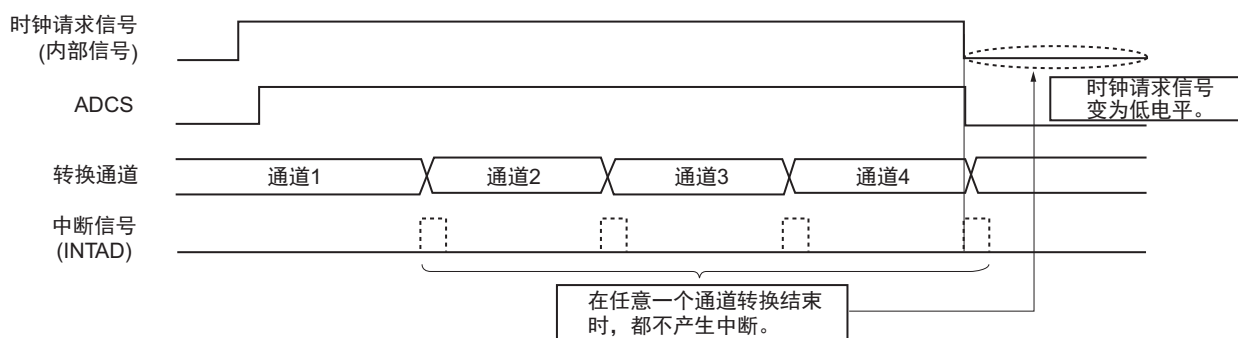 时钟请求信号
(内部信号)
时钟请求信号
变为低电平。
ADCS
转换通道
通道1
通道2
通道3
通道4
中断信号
(INTAD)
在任意一个通道转换结束
时，都不产生中断。